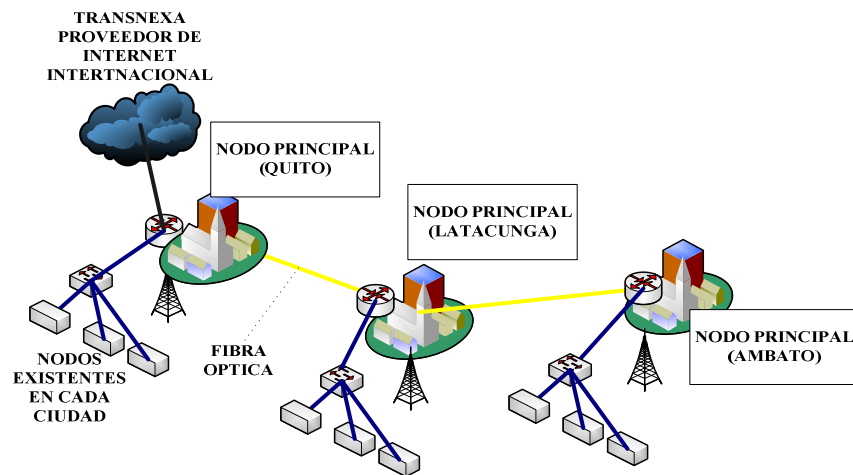 TRANSNEXA
PROVEEDOR DE
INTERNET
INTERTNACIONAL
NODO PRINCIPAL
(QUITO)
NODO PRINCIPAL
(LATACUNGA)
NODO PRINCIPAL
(AMBATO)
FIBRA
OPTICA
NODOS
EXISTENTES
EN CADA
CIUDAD